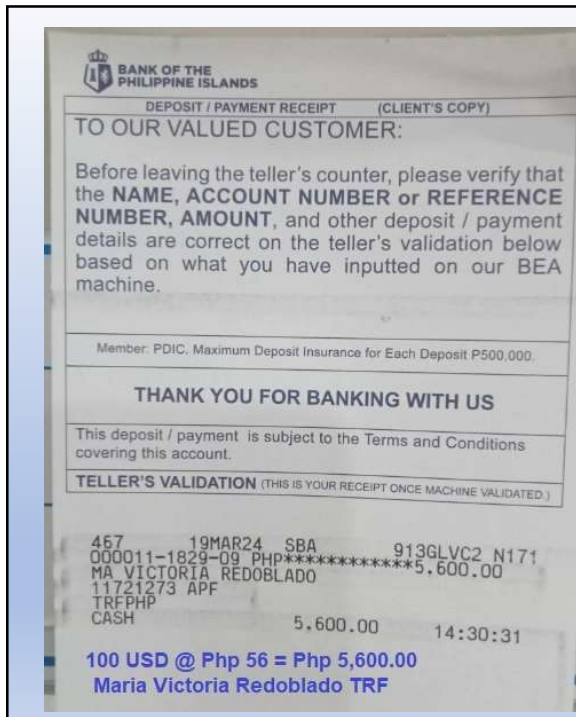 BANK OF THE
PHILIPPINE ISLANDS
DEPOSIT / PAYMENT RECEIPT (CLIENT'S COPY)
TO OUR VALUED CUSTOMER:
Before leaving the teller's counter, please verify that
the NAME, ACCOUNT NUMBER or REFERENCE
NUMBER, AMOUNT, and other deposit / payment
details are correct on the teller's validation below
based on what you have inputted on our BEA
machine.
Member: PDIC. Maximum Deposit Insurance for Each Deposit P500,000.
THANK YOU FOR BANKING WITH US
This deposit / payment is subject to the Terms and Conditions
covering this account.
TELLER'S VALIDATION (THIS IS YOUR RECEIPT ONCE MACHINE VALIDATED.)
467 19MAR24 SBA 913GLVC2 N171
000011-1829-09 PHP*************5,600.00
MA VICTORIA REDOBLADO
11721273 APF
TRFPHP
CASH 5,600.00 14:30:31
100 USD @ Php 56 = Php 5,600.00
Maria Victoria Redoblado TRF